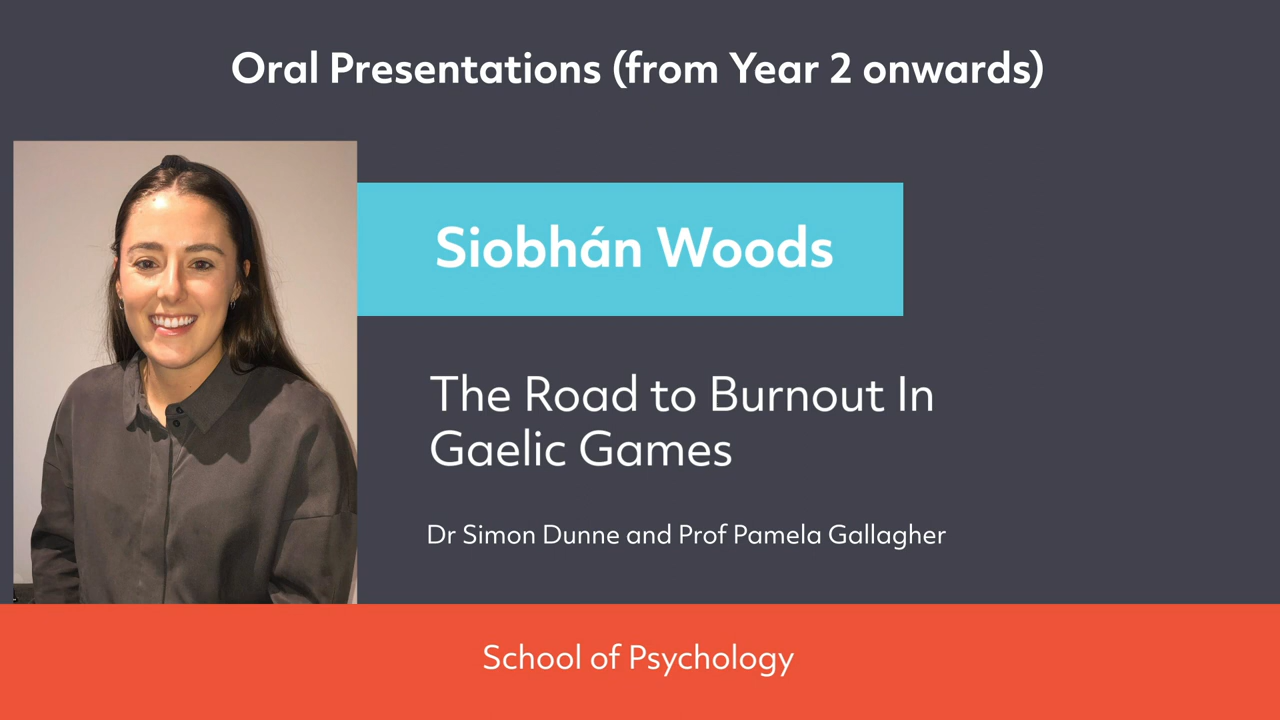 Oral Presentations (from Year 2 onwards)
Siobhán Woods
The Road to Burnout In
Gaelic Games
Dr Simon Dunne and Prof Pamela Gallagher
School of Psychology